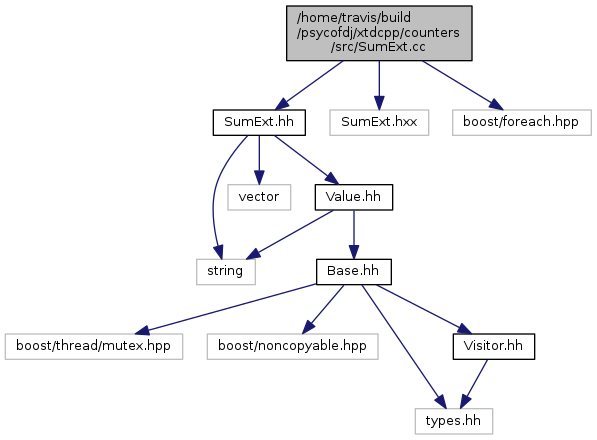 /home/travis/build
/psycofdj/xtdcpp/counters
/src/SumExt.cc
SumExt.hh
SumExt.hxx
boost/foreach.hpp
vector
Value.hh
string
Base.hh
boost/thread/mutex.hpp
boost/noncopyable.hpp
Visitor.hh
types.hh